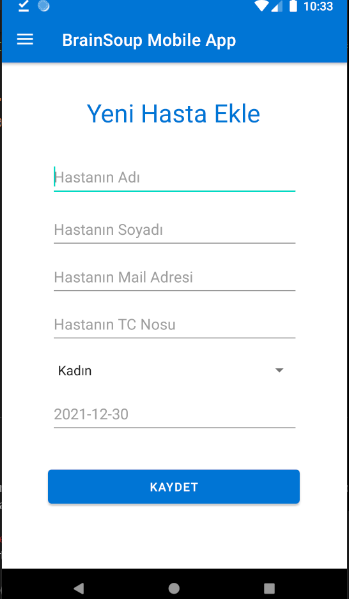 10:33
BrainSoup Mobile App
Yeni Hasta Ekle
Hastanın Adı
Hastanın Soyadı
Hastanın Mail Adresi
Hastanın TC Nosu
Kadın
2021-12-30
KAYDET